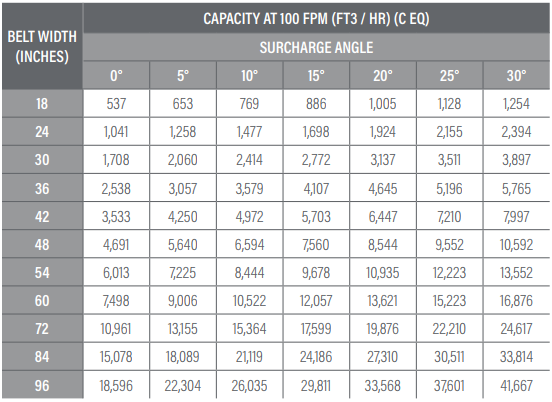 CAPACITY AT 100 FPM (FT3 / HR) (C EQ)
BELT WIDTH
(INCHES)
SURCHARGE ANGLE
0° 5° 10° 15° 20° 25° 30°
18 537 653 769 886 1,005 1,128 1,254
24 1,041 1,258 1,477 1,698 1,924 2,155 2,394
30 1,708 2,060 2,414 2,772 3,137 3,511 3,897
36 2,538 3,057 3,579 4,107 4,645 5,196 5,765
42 3,533 4,250 4,972 5,703 6,447 7,210 7,997
48 4,691 5,640 6,594 7,560 8,544 9,552 10,592
54 6,013 7,225 8,444 9,678 10,935 12,223 13,552
60 7,498 9,006 10,522 12,057 13,621 15,223 16,876
72 10,961 13,155 15,364 17,599 19,876 22,210 24,617
84 15,078 18,089 21,119 24,186 27,310 30,511 33,814
96 18,596 22,304 26,035 29,811 33,568 37,601 41,667